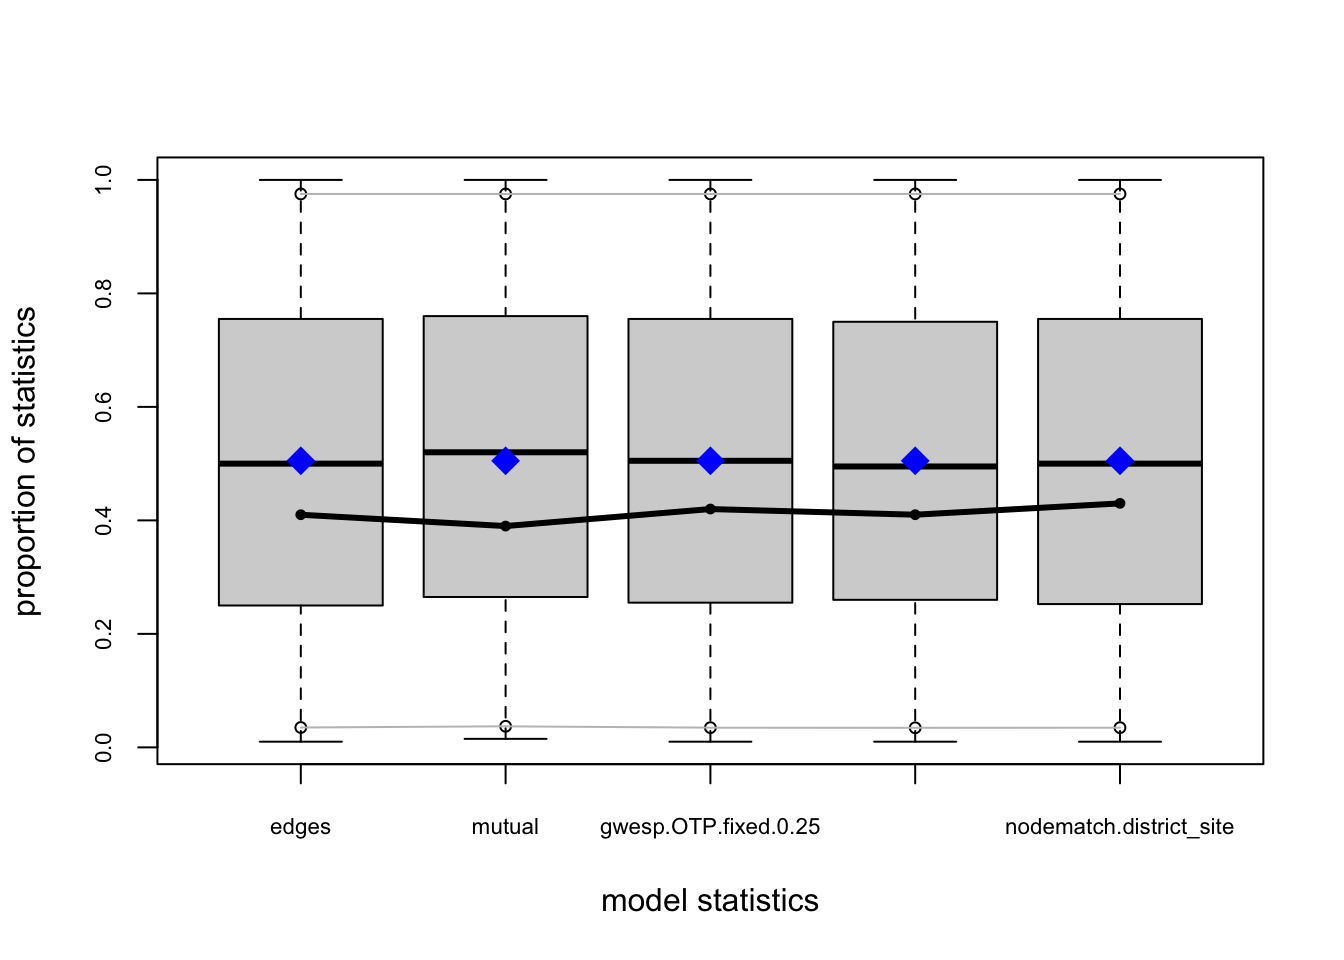 proportion of statistics
1.0
0.8
0.6
0.4
0.2
0.0
edges mutual gwesp.OTP.fixed.0.25 nodematch.district_site
model statistics